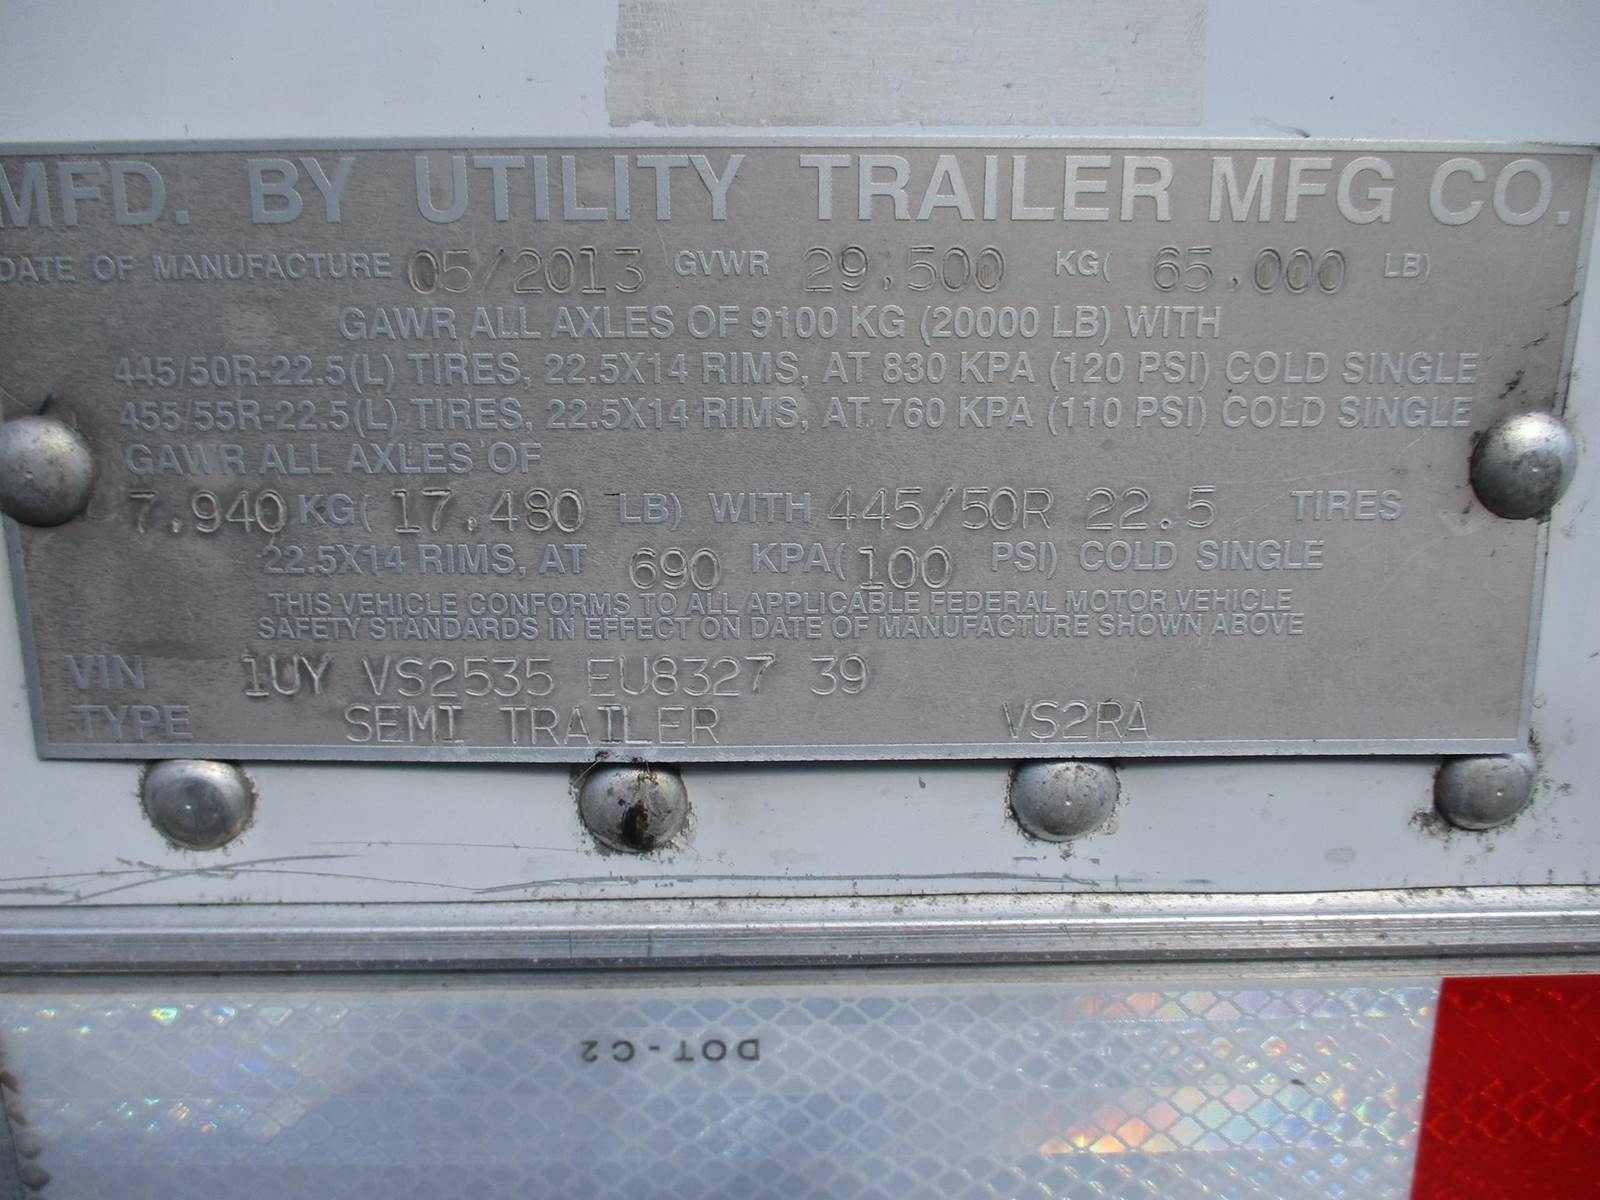 MFD. BY UTILITY TRAILER MFG CO.
DATE OF MANUFACTURE 05/2013 GVWR 29,500 KG( 65,000 LB)
GAWR ALL AXLES OF 9100 KG (20000 LB) WITH
445/50R-22.5(L) TIRES, 22.5X14 RIMS, AT 830 KPA (120 PSI) COLD SINGLE
455/55R-22.5(L) TIRES, 22.5X14 RIMS, AT 760 KPA (110 PSI) COLD SINGLE
GAWR ALL AXLES OF
7,940 KG( 17,480 LB) WITH 445/50R 22.5 TIRES
22.5X14 RIMS, AT 690 KPA( 100 PSI) COLD SINGLE
THIS VEHICLE CONFORMS TO ALL APPLICABLE FEDERAL MOTOR VEHICLE
SAFETY STANDARDS IN EFFECT ON DATE OF MANUFACTURE SHOWN ABOVE
VIN 1UY VS2535 EU8327 39
TYPE SEMI TRAILER VS2RA
DOT-C2